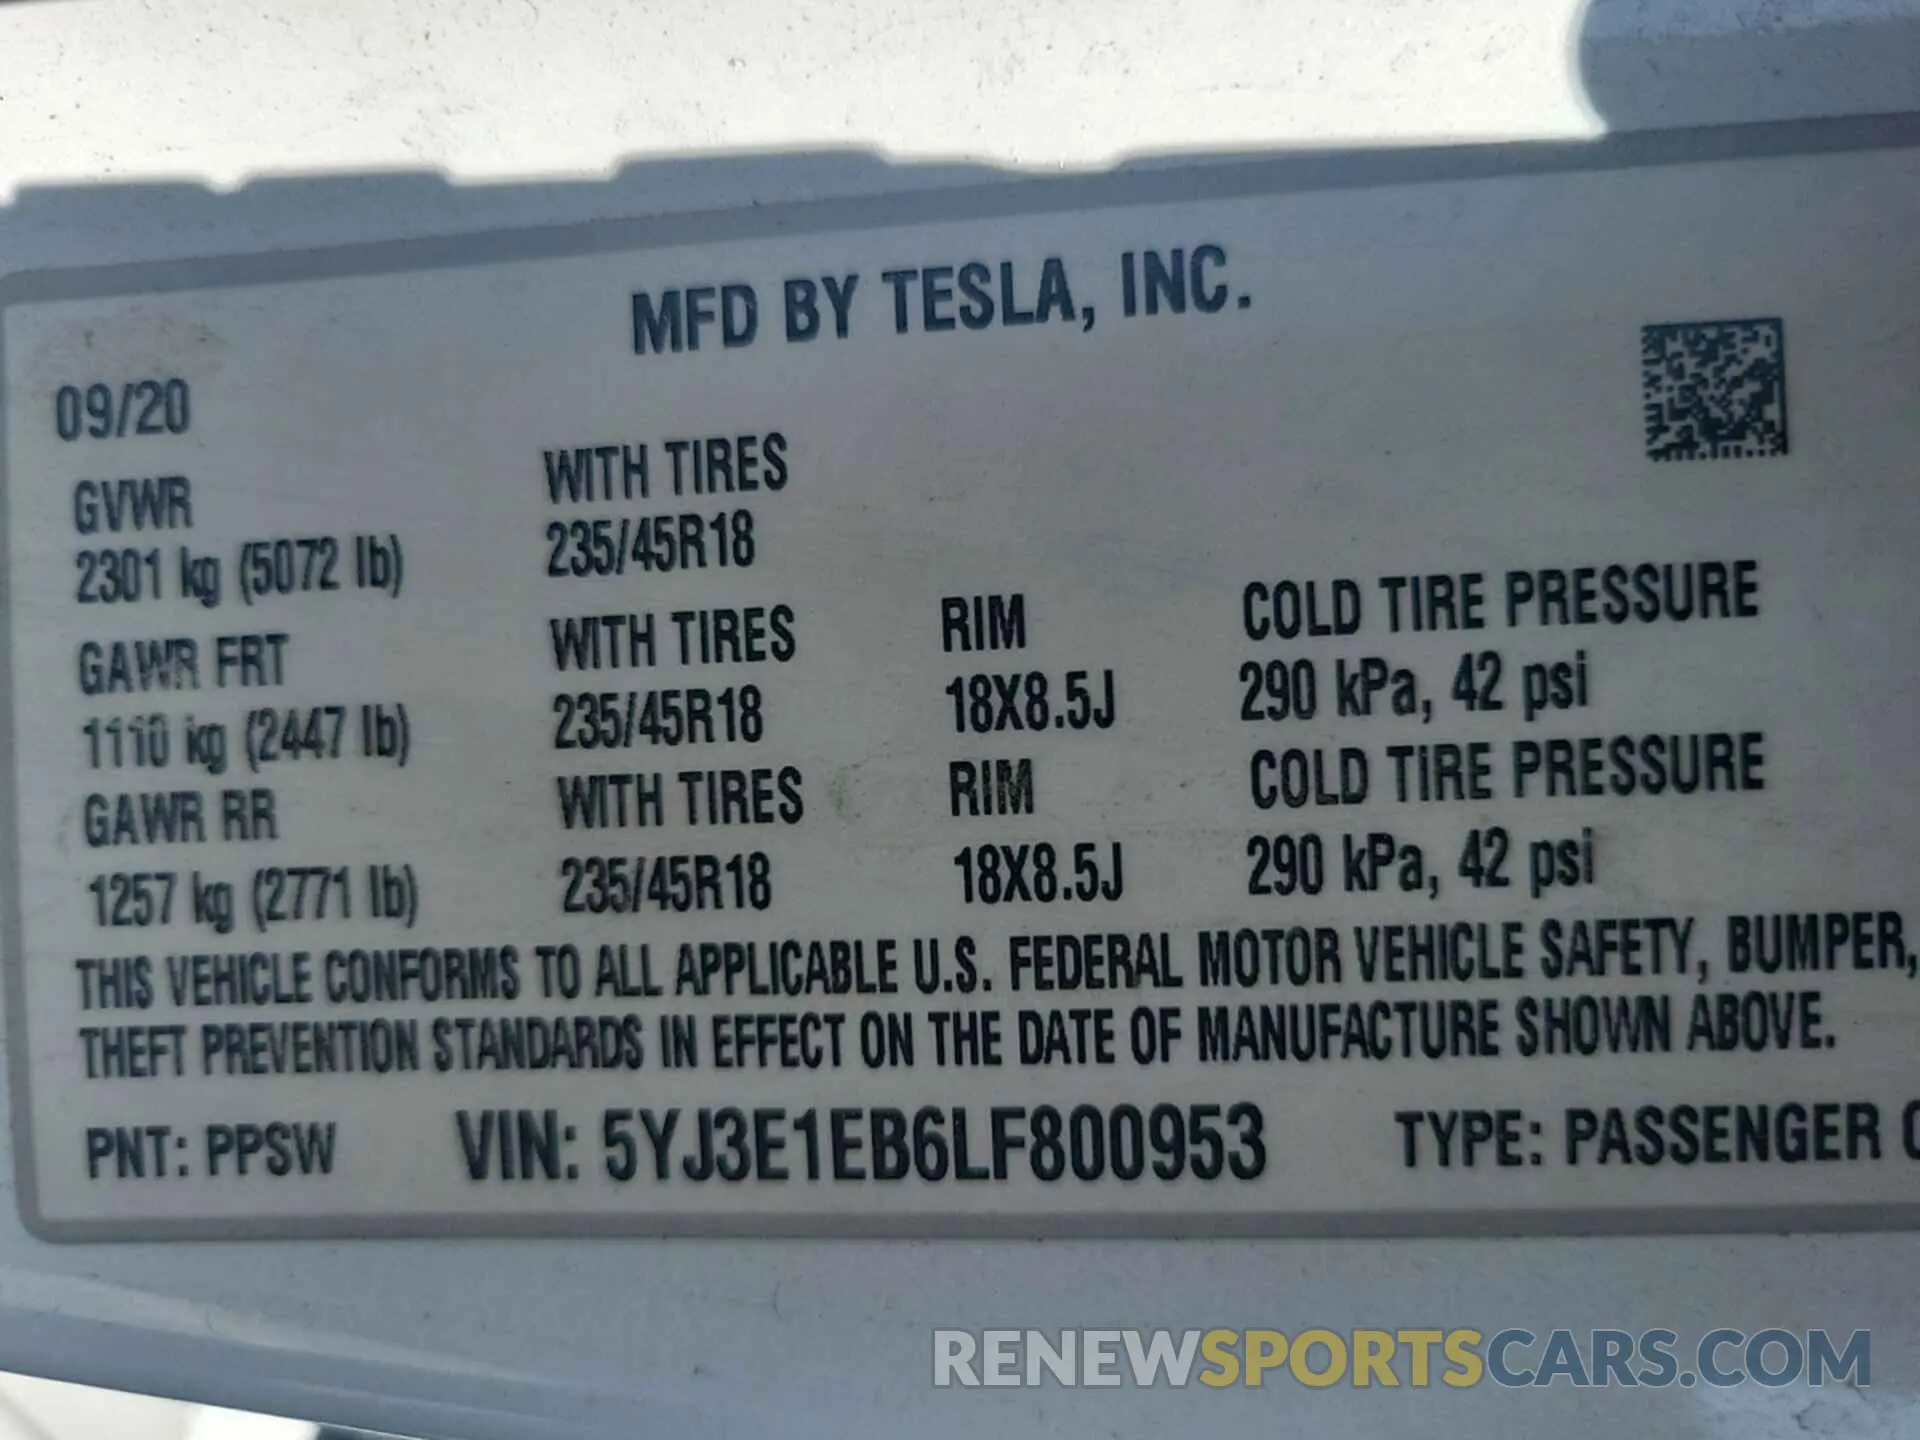 MFD BY TESLA, INC.
09/20
GVWR WITH TIRES
2301 kg (5072 lb) 235/45R18
GAWR FRT WITH TIRES RIM COLD TIRE PRESSURE
1110 kg (2447 lb) 235/45R18 18X8.5J 290 kPa, 42 psi
GAWR RR WITH TIRES RIM COLD TIRE PRESSURE
1257 kg (2771 lb) 235/45R18 18X8.5J 290 kPa, 42 psi
THIS VEHICLE CONFORMS TO ALL APPLICABLE U.S. FEDERAL MOTOR VEHICLE SAFETY, BUMPER,
THEFT PREVENTION STANDARDS IN EFFECT ON THE DATE OF MANUFACTURE SHOWN ABOVE.
PNT: PPSW VIN: 5YJ3E1EB6LF800953 TYPE: PASSENGER
RENEWSPORTSCARS.COM